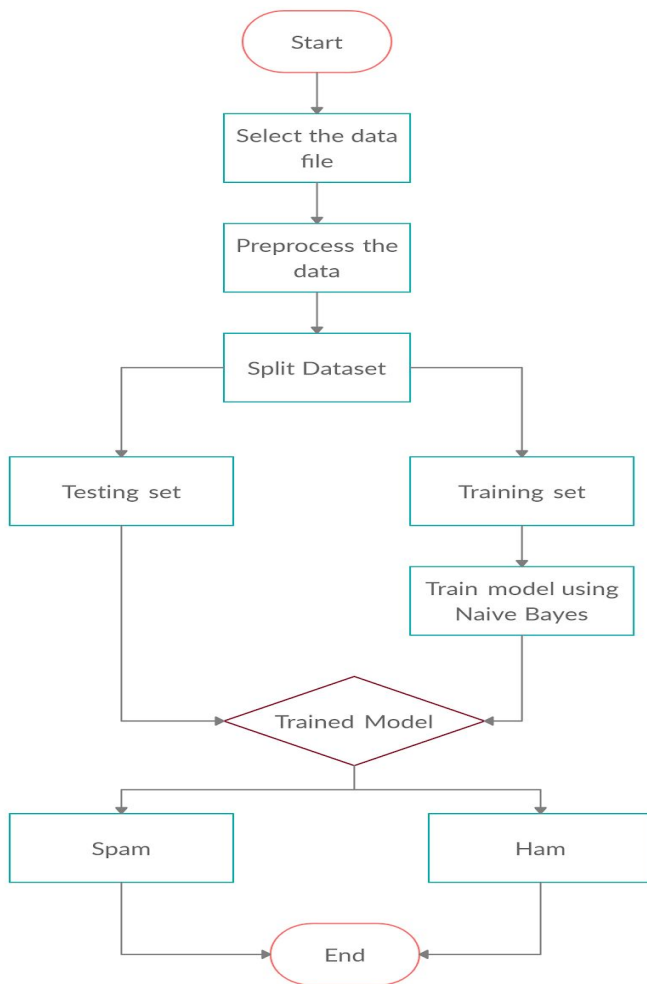 Start
Select the data
file
Preprocess the
data
Split Dataset
Testing set
Training set
Train model using
Naive Bayes
Trained Model
Spam
Ham
End